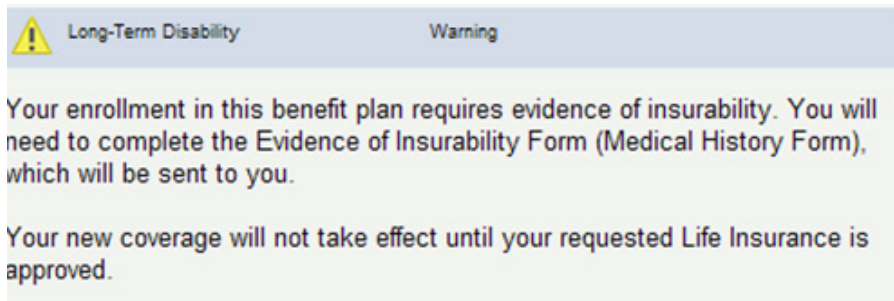 Long-Term Disability Warning
Your enrollment in this benefit plan requires evidence of insurability. You will
need to complete the Evidence of Insurability Form (Medical History Form),
which will be sent to you.
Your new coverage will not take effect until your requested Life Insurance is
approved.